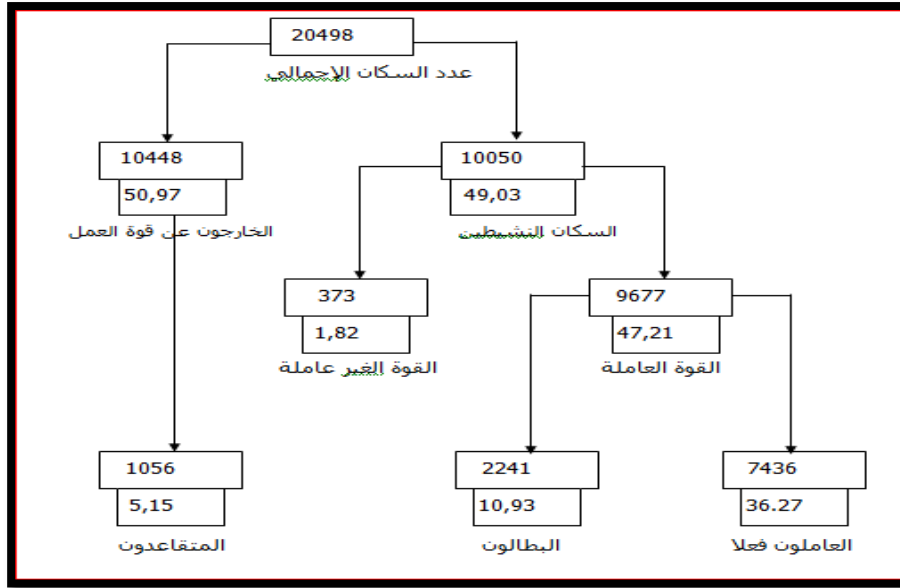 20498
عدد السكان الإجمالي
10448
10050
50,97
49,03
الخارجون عن قوة العمل
السكان النشيطين
373
9677
1,82
47,21
القوة الغير عاملة
القوة العاملة
1056
2241
7436
5,15
10,93
36.27
المتقاعدون
البطالون
العاملون فعلا